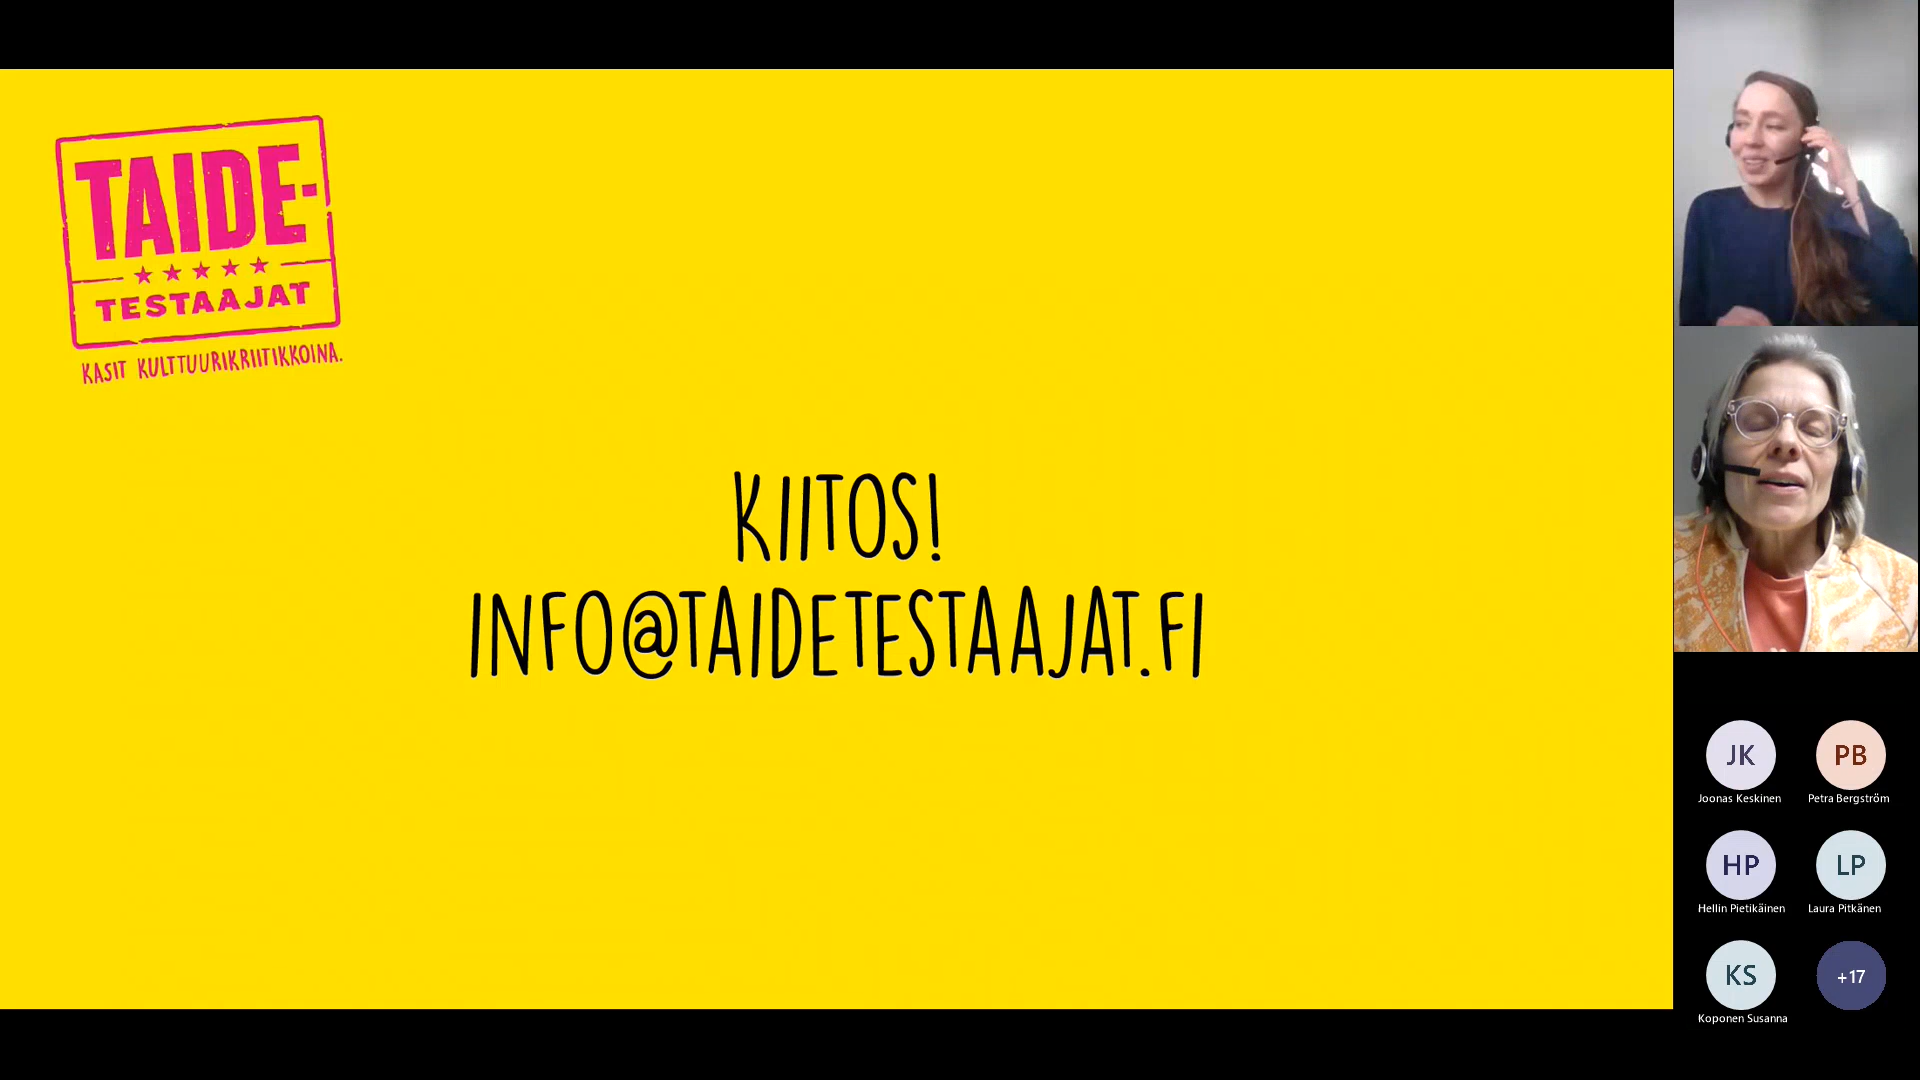 TAIDE-
TESTAAJAT
KASIT KULTTUURIKRIITIKKOINA.
KIITOS!
INFO@TAIDETESTAAJAT.FI
JK
PB
Joonas Keskinen
Petra Bergström
HP
LP
Hellin Pietikäinen
Laura Pitkänen
KS
+17
Koponen Susanna